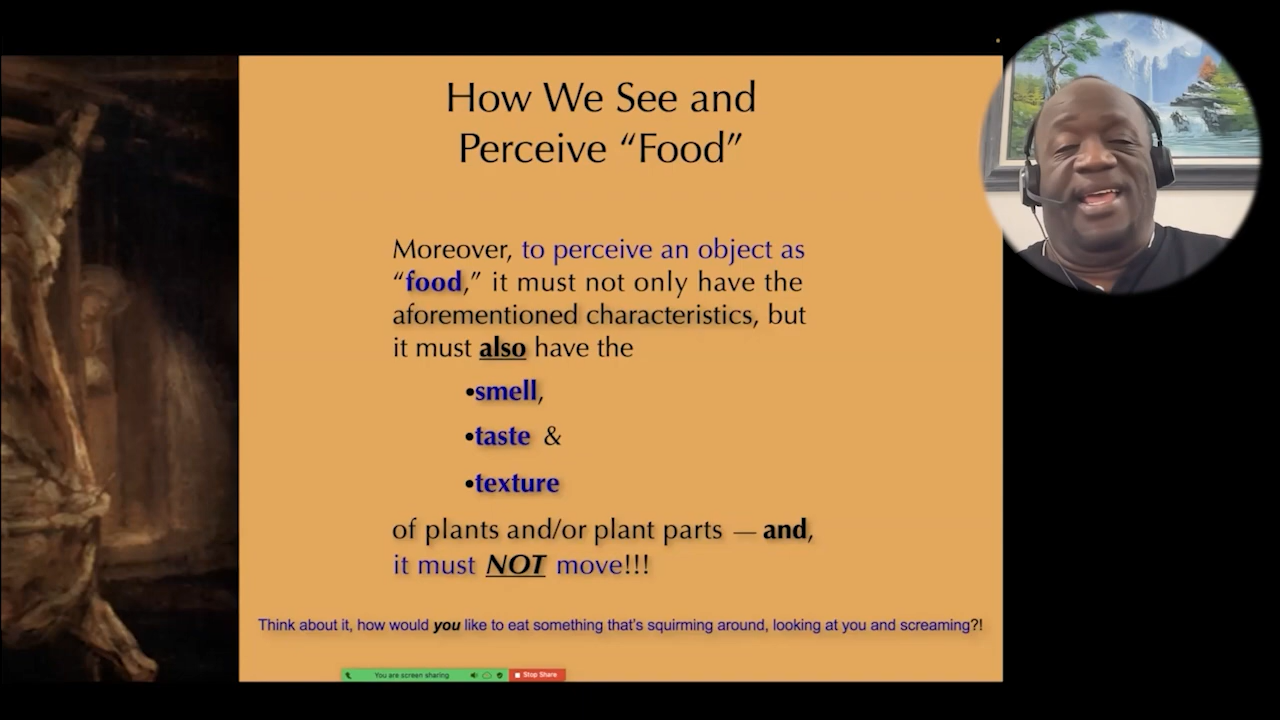 How We See and
Perceive “Food”
Moreover, to perceive an object as
“food,” it must not only have the
aforementioned characteristics, but
it must also have the
•smell,
•taste &
•texture
of plants and/or plant parts — and,
it must NOT move!!!
Think about it, how would you like to eat something that's squirming around, looking at you and screaming?!
You are screen sharing
Stop Share